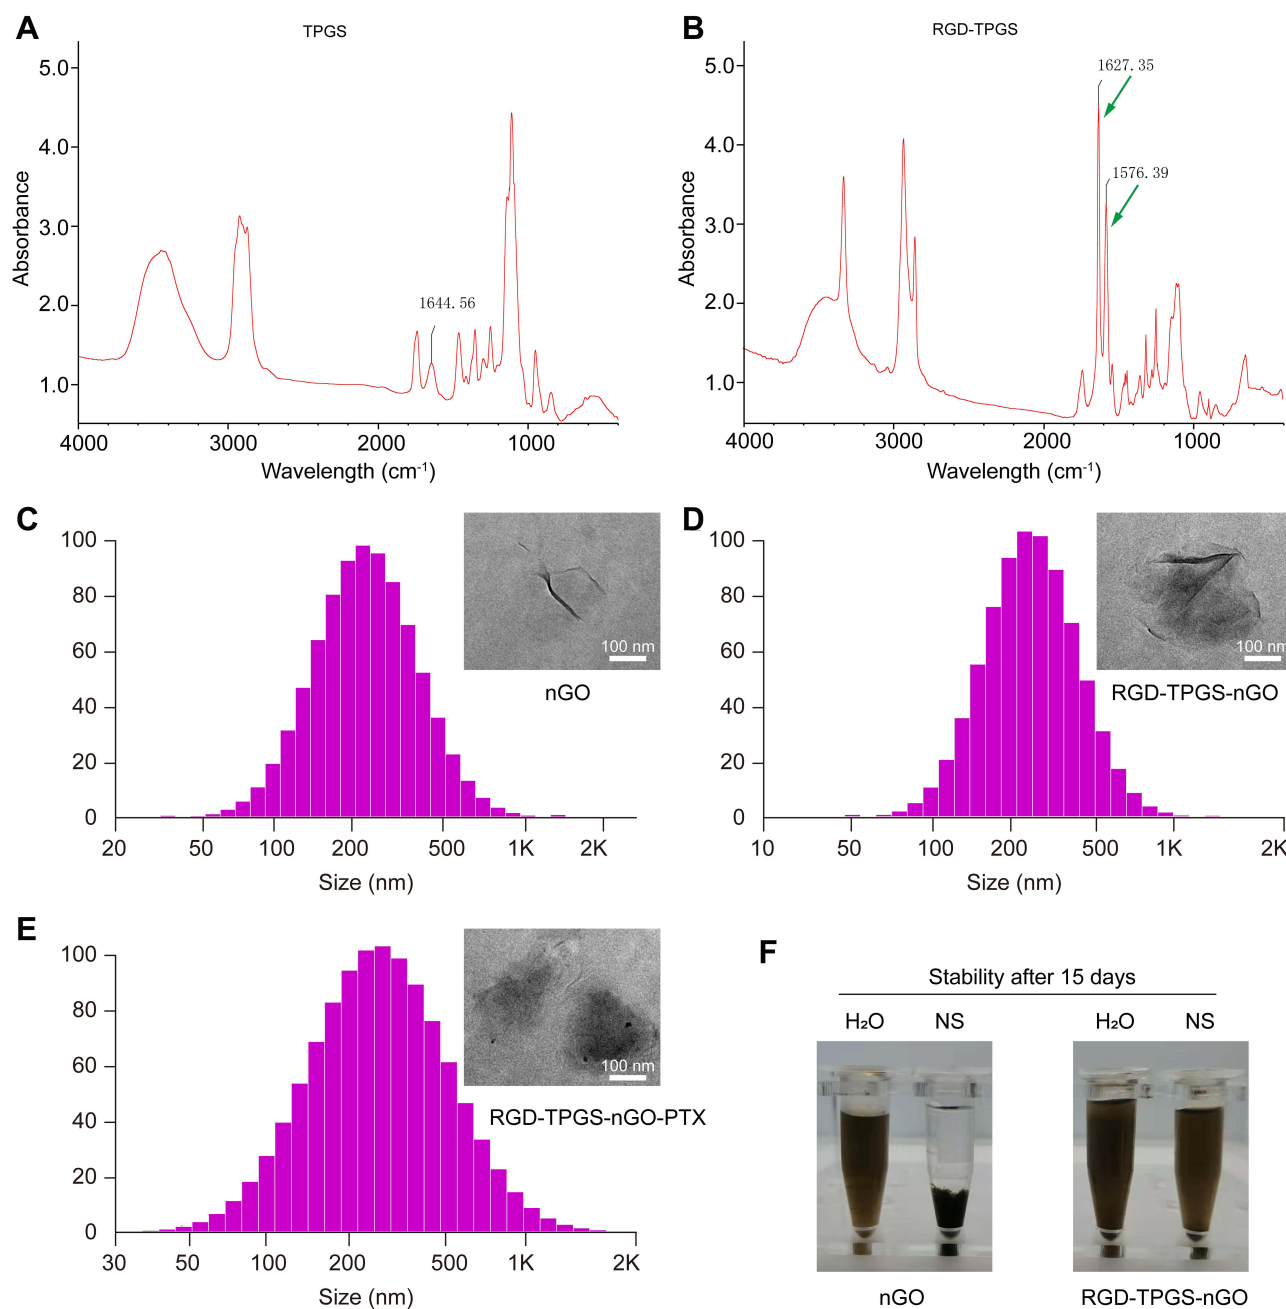 A
TPGS
5.0
4.0
3.0
2.0
1.0
Absorbance
1644.56
4000 3000 2000 1000
Wavelength (cm⁻¹)
B
RGD-TPGS
5.0
4.0
3.0
2.0
1.0
Absorbance
1627.35
1576.39
4000 3000 2000 1000
Wavelength (cm⁻¹)
C
100
80
60
40
20
0
20 50 100 200 500 1K 2K
Size (nm)
100 nm
nGO
D
100
80
60
40
20
0
10 50 100 200 500 1K 2K
Size (nm)
100 nm
RGD-TPGS-nGO
E
100
80
60
40
20
0
30 50 100 200 500 1K 2K
Size (nm)
100 nm
RGD-TPGS-nGO-PTX
F
Stability after 15 days
H₂O NS H₂O NS
nGO RGD-TPGS-nGO